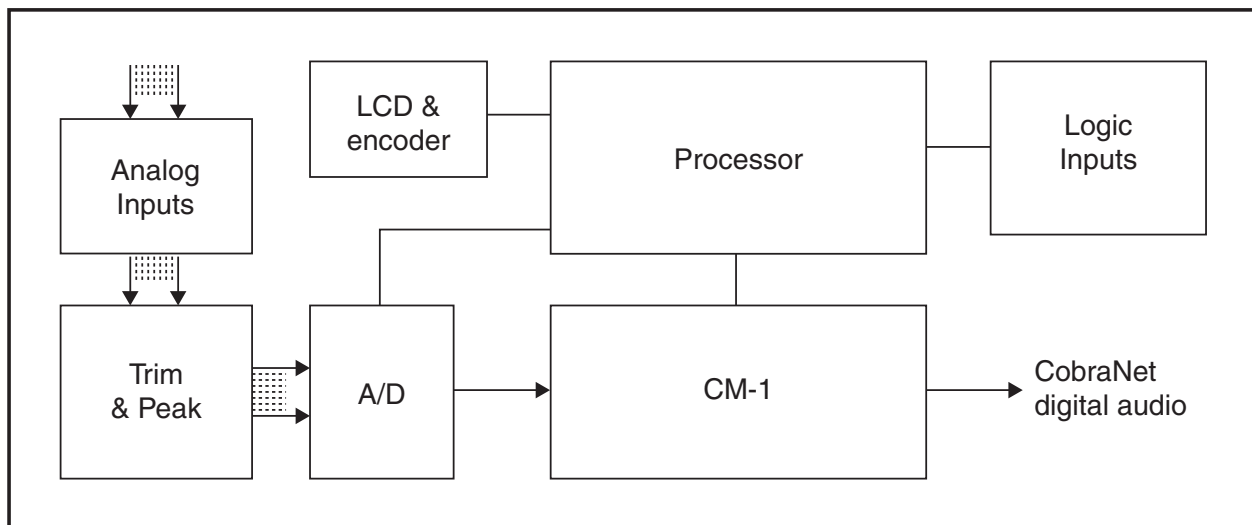 LCD &
encoder
Processor
Logic
Inputs
Analog
Inputs
Trim
& Peak
A/D
CM-1
CobraNet
digital audio